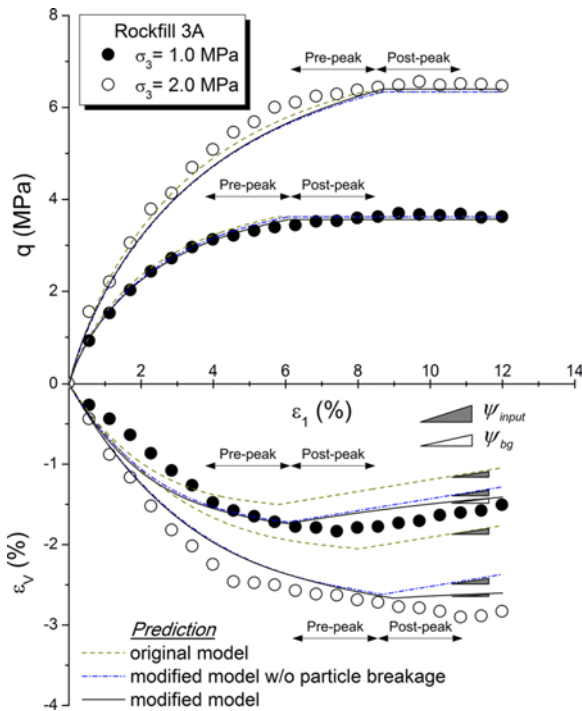 Rockfill 3A
σ3= 1.0 MPa
σ3= 2.0 MPa
Pre-peak
Post-peak
Pre-peak
Post-peak
8
6
4
2
0
q (MPa)
2
4
6
8
10
12
14
ε1 (%)
ψinput
ψbg
Pre-peak
Post-peak
-1
-2
-3
-4
εV (%)
Pre-peak
Post-peak
Prediction
original model
modified model w/o particle breakage
modified model